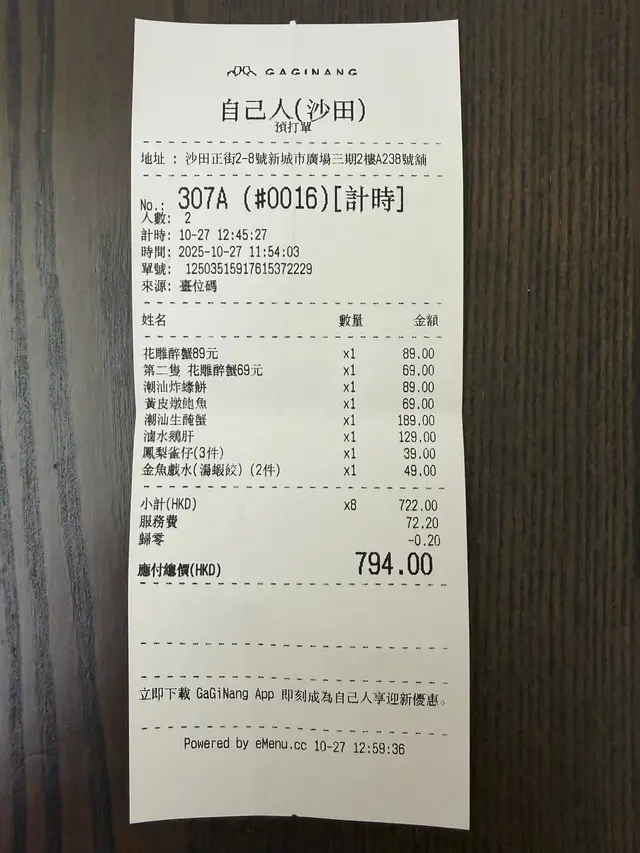 GAGINANG
自己人(沙田)
預打單
地址 : 沙田正街2-8號新城市廣場三期2樓A238號舖
No.: 307A (#0016)[計時]
人數: 2
計時: 10-27 12:45:27
時間: 2025-10-27 11:54:03
單號: 12503515917615372229
來源: 臺位碼
姓名 數量 金額
花雕醉蟹89元 x1 89.00
第二隻 花雕醉蟹69元 x1 69.00
潮汕炸蠔餅 x1 89.00
黃皮燉鮑魚 x1 69.00
潮汕生醃蟹 x1 189.00
滷水鵝肝 x1 129.00
鳳梨雀仔(3件) x1 39.00
金魚戲水(湯蝦餃) (2件) x1 49.00
小計(HKD) x8 722.00
服務費 72.20
歸零 -0.20
應付總價(HKD) 794.00
立即下載 GaGiNang App 即刻成為自己人享迎新優惠。
Powered by eMenu.cc 10-27 12:59:36